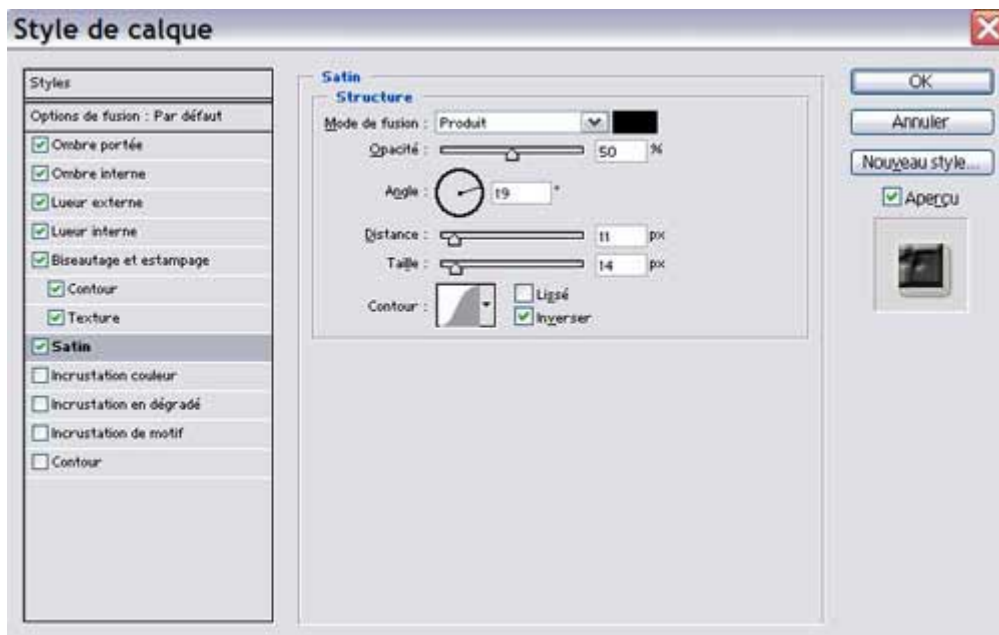 Style de calque
Styles
Options de fusion : Par défaut
Ombre portée
Ombre interne
Lueur externe
Lueur interne
Biseautage et estampage
Contour
Texture
Satin
Incrustation couleur
Incrustation en dégradé
Incrustation de motif
Contour
Satin
Structure
Mode de fusion : Produit
Opacité : 50 %
Angle : 19 °
Distance : 11 px
Taille : 14 px
Contour :
Lissé
Inverser
OK
Annuler
Nouveau style...
Aperçu